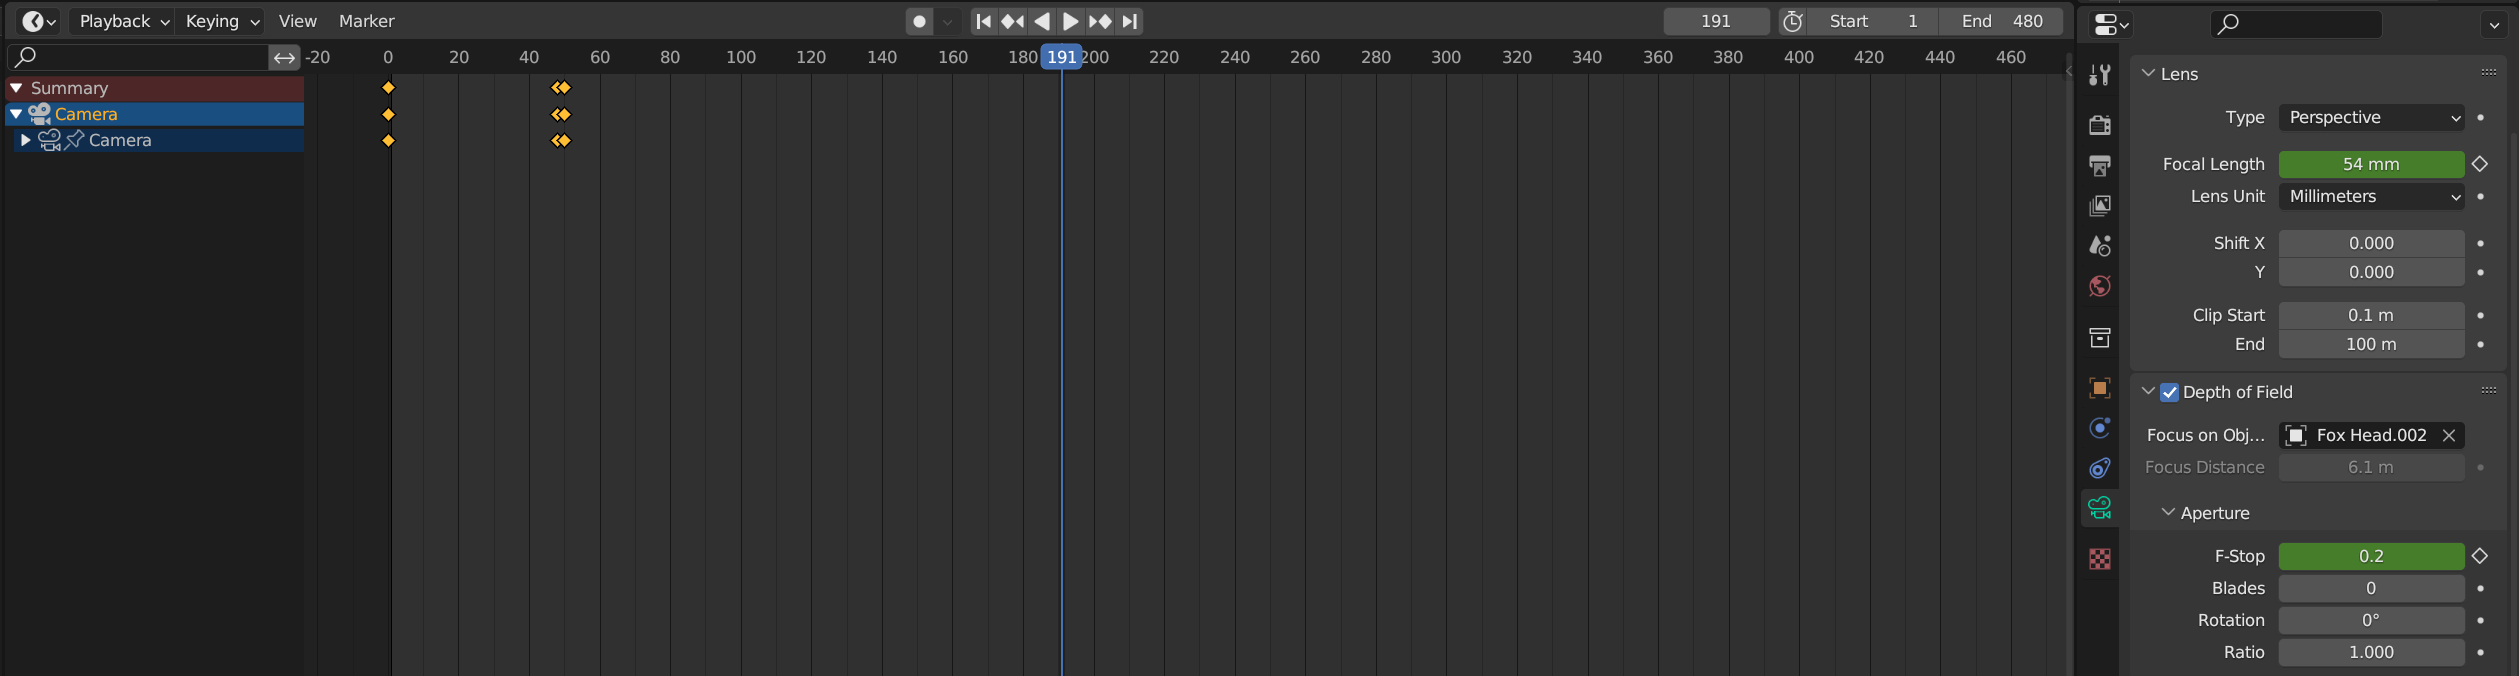 Playback Keying View Marker 191 Start 1 End 480
-20 0 20 40 60 80 100 120 140 160 180 191 200 220 240 260 280 300 320 340 360 380 400 420 440 460
Summary
Camera
Camera
Lens
Type Perspective
Focal Length 54 mm
Lens Unit Millimeters
Shift X 0.000
Y 0.000
Clip Start 0.1 m
End 100 m
Depth of Field
Focus on Obj... Fox Head.002
Focus Distance 6.1 m
Aperture
F-Stop 0.2
Blades 0
Rotation 0°
Ratio 1.000